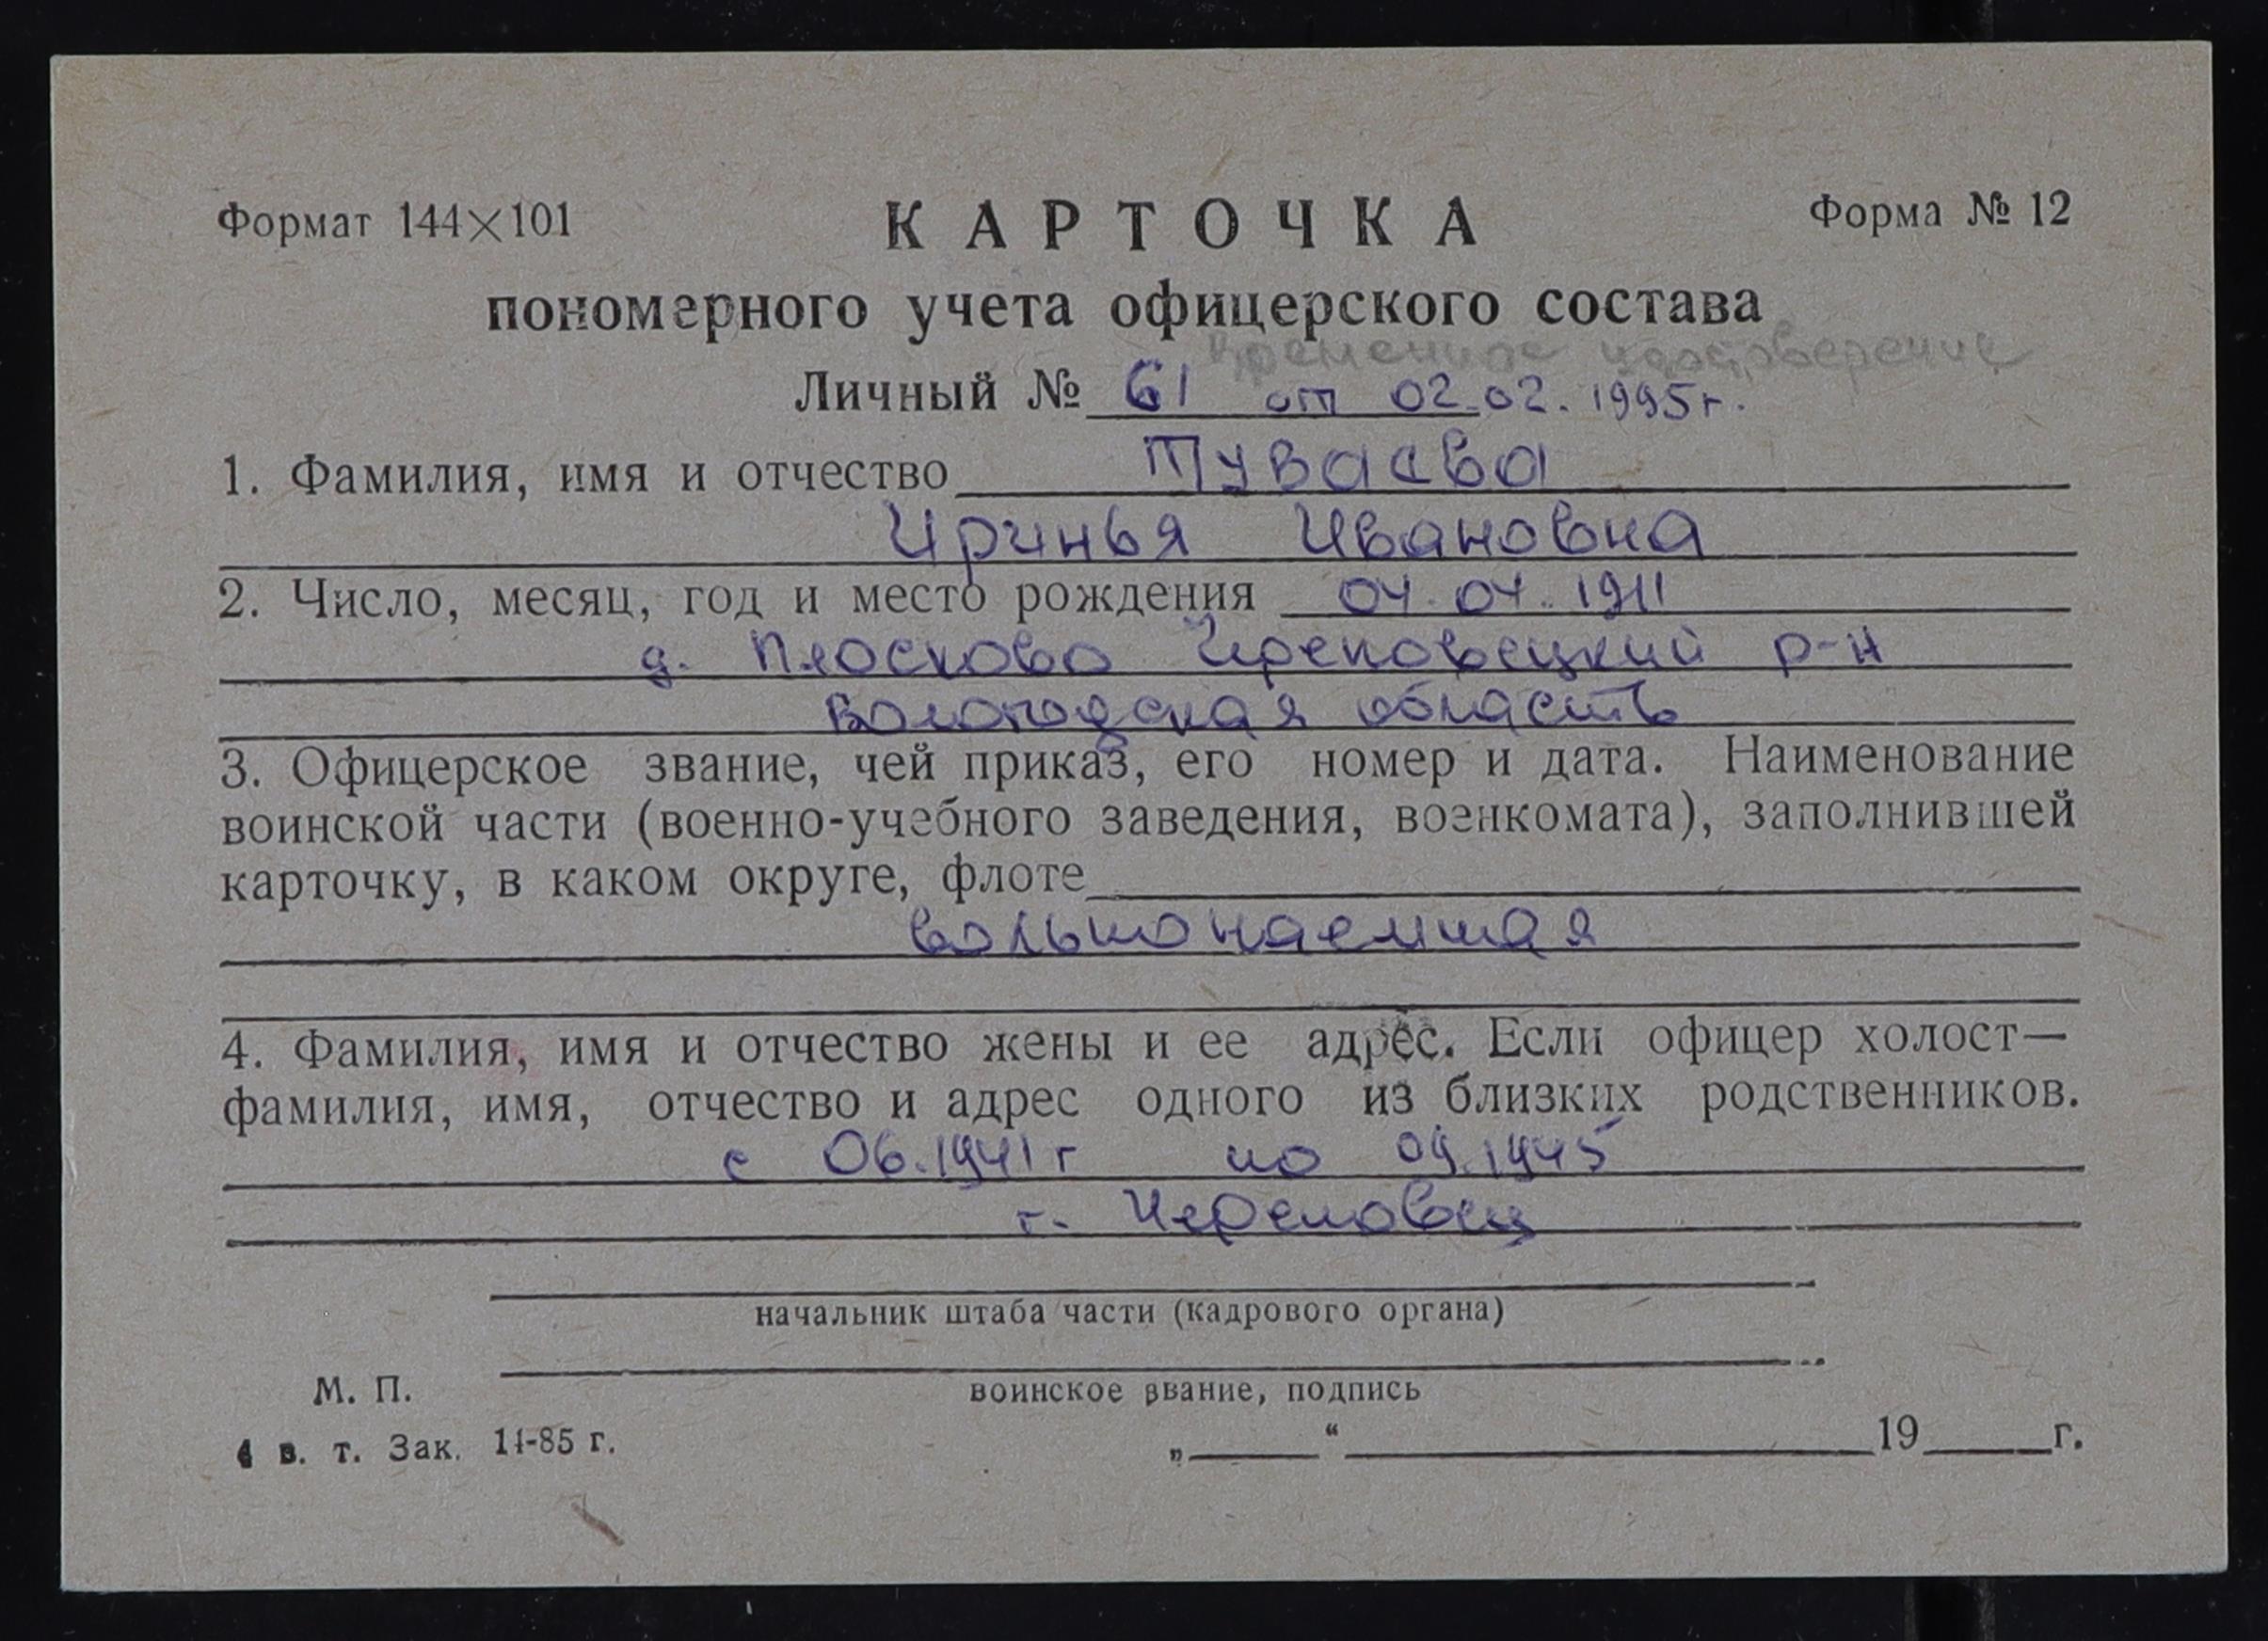 Формат 144×101
КАРТОЧКА
Форма № 12
пономерного учета офицерского состава
временное удостоверение
Личный № 61 от 02.02.1995г.
1. Фамилия, имя и отчество Туваева
Иринья Ивановна
2. Число, месяц, год и место рождения 04.04.1911
д. Плосково Череповецкий р-н
Вологодская область
3. Офицерское звание, чей приказ, его номер и дата. Наименование
воинской части (военно-учебного заведения, военкомата), заполнившей
карточку, в каком округе, флоте
вольнонаемная
4. Фамилия, имя и отчество жены и ее адрес. Если офицер холост—
фамилия, имя, отчество и адрес одного из близких родственников.
с 06.1941г по 09.1945
г. Череповец
начальник штаба части (кадрового органа)
воинское звание, подпись
М. П.
4 в. т. Зак. 14-85 г.
„ “ 19 г.